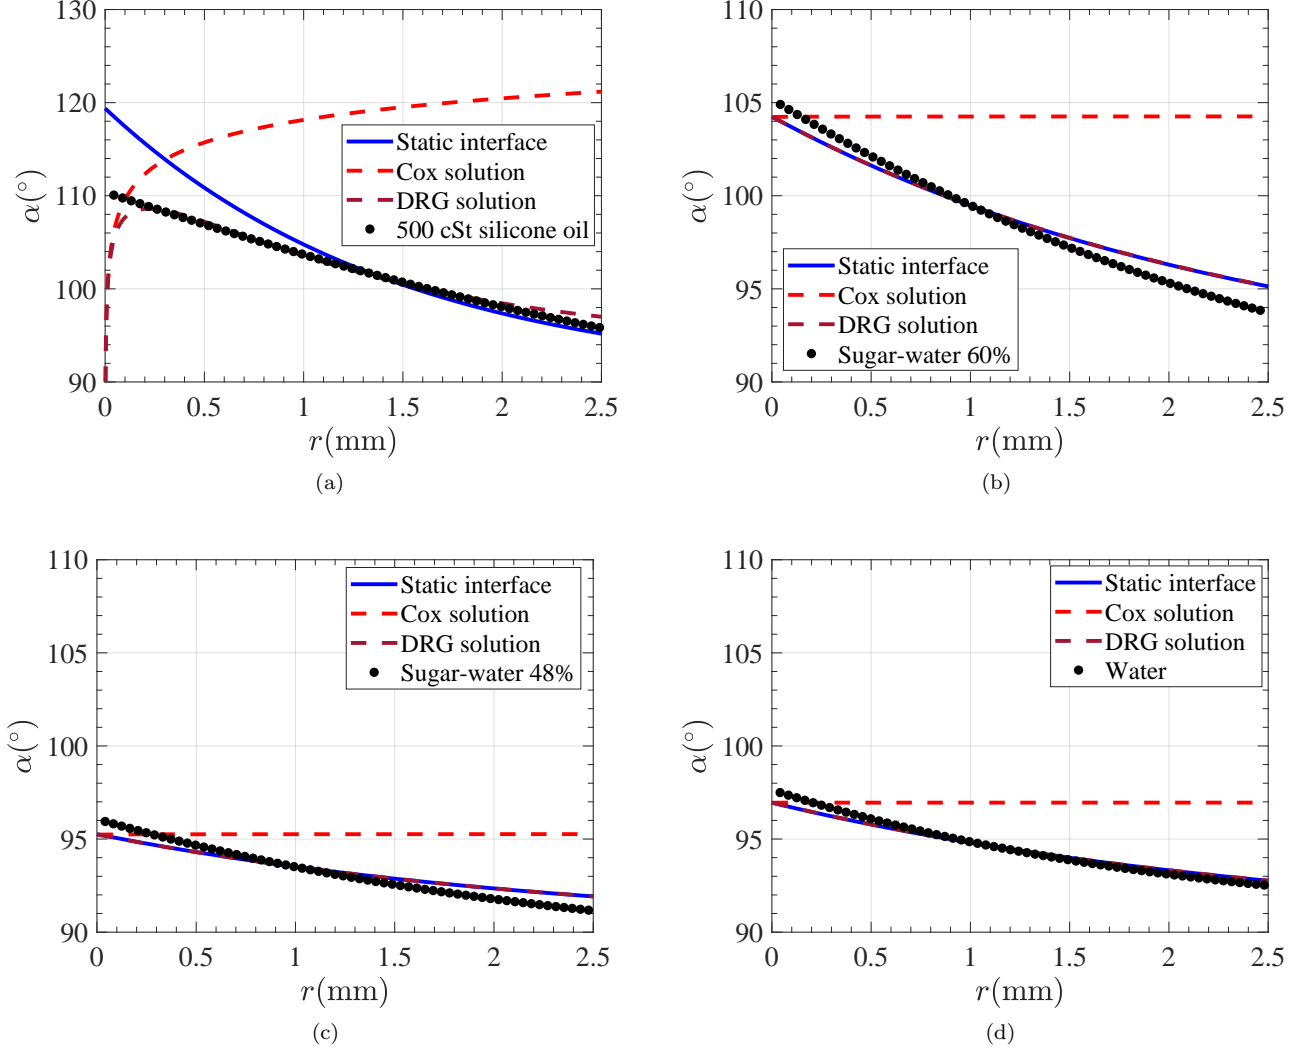 130
120
110
100
90
α(°)
Static interface
Cox solution
DRG solution
500 cSt silicone oil
0
0.5
1
1.5
2
2.5
r(mm)
(a)
110
105
100
95
90
α(°)
Static interface
Cox solution
DRG solution
Sugar-water 60%
0
0.5
1
1.5
2
2.5
r(mm)
(b)
110
105
100
95
90
α(°)
Static interface
Cox solution
DRG solution
Sugar-water 48%
0
0.5
1
1.5
2
2.5
r(mm)
(c)
110
105
100
95
90
α(°)
Static interface
Cox solution
DRG solution
Water
0
0.5
1
1.5
2
2.5
r(mm)
(d)